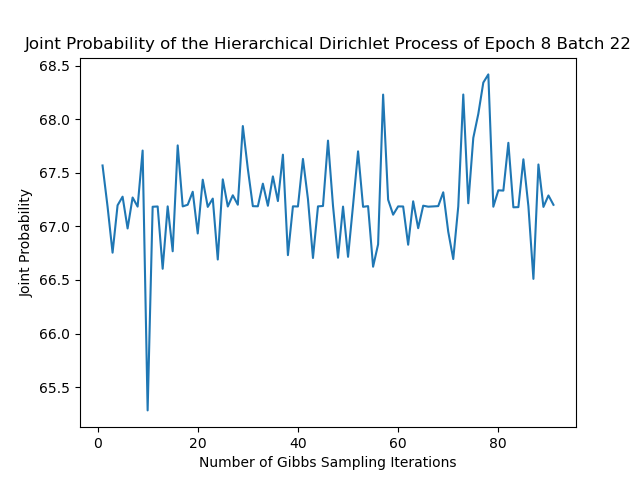 Joint Probability of the Hierarchical Dirichlet Process of Epoch 8 Batch 22
68.5
68.0
67.5
67.0
66.5
66.0
65.5
Joint Probability
0 20 40 60 80
Number of Gibbs Sampling Iterations